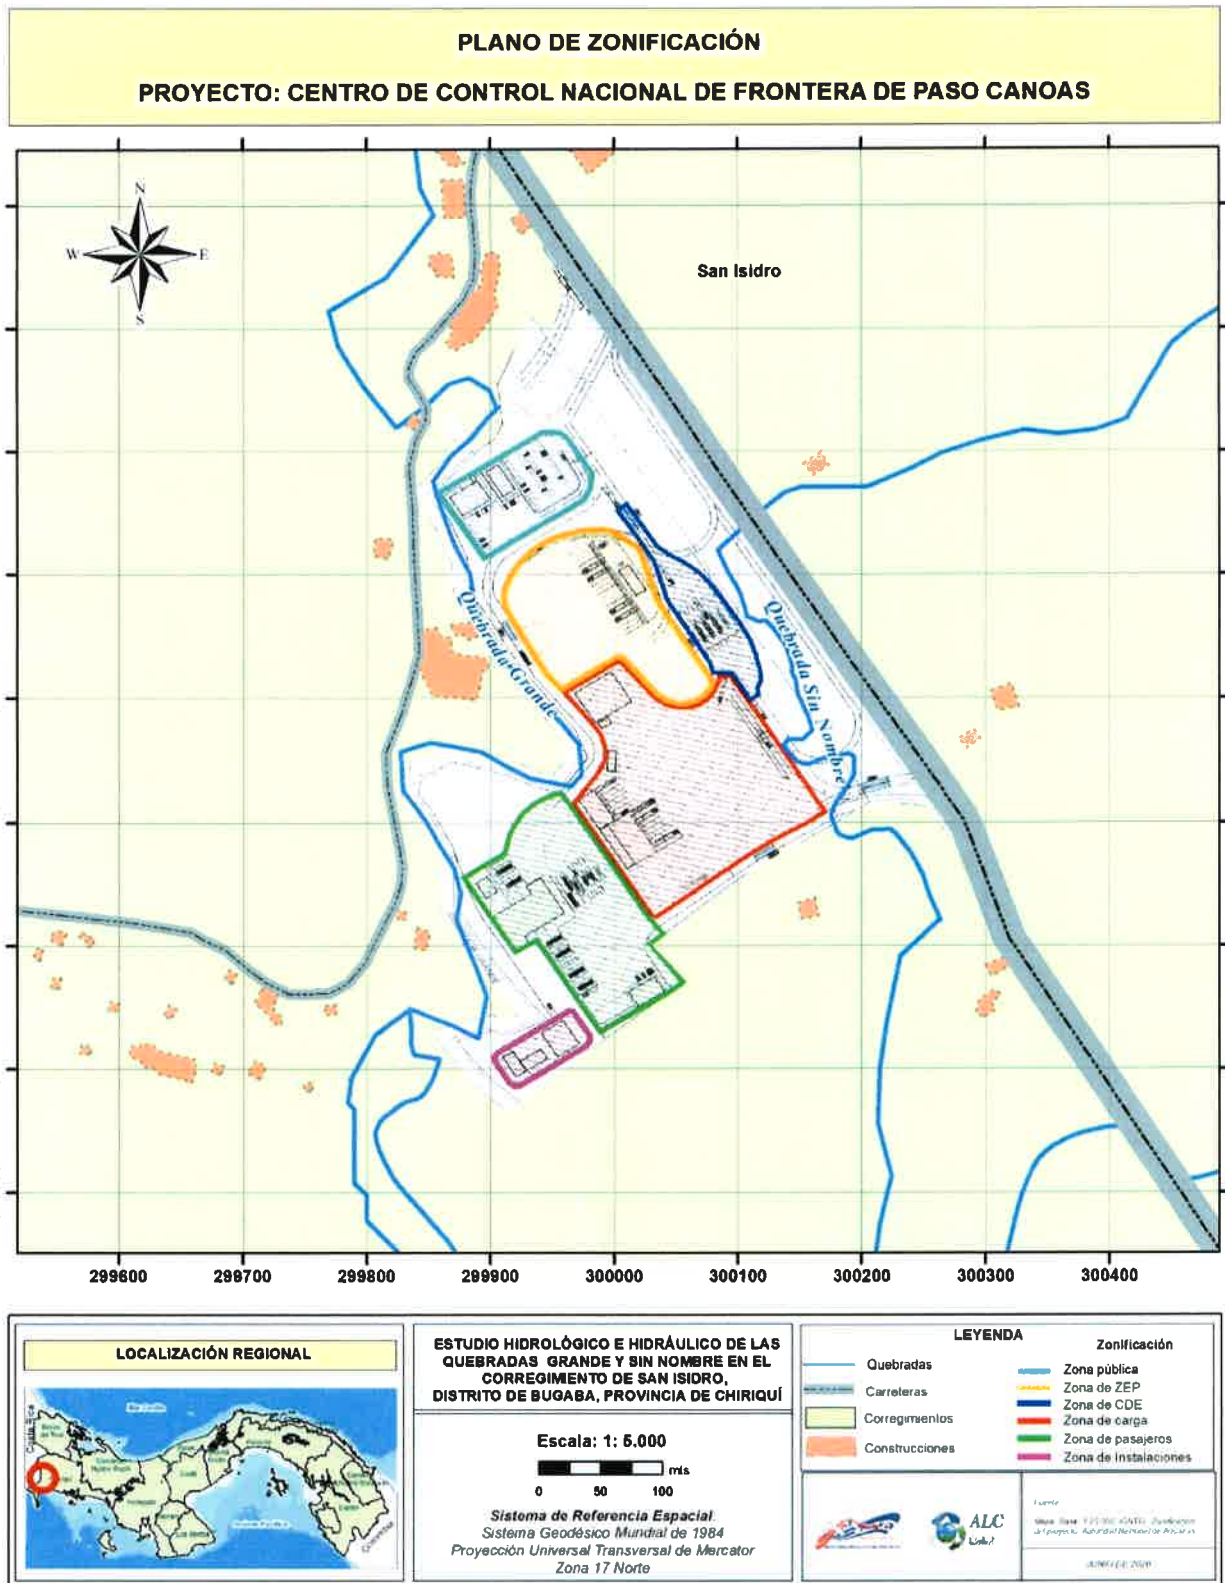 PLANO DE ZONIFICACIÓN
PROYECTO: CENTRO DE CONTROL NACIONAL DE FRONTERA DE PASO CANOAS
N
W
E
S
San Isidro
Quebrada Grande
Quebrada Sin Nombre
299600
299700
299800
299900
300000
300100
300200
300300
300400
LOCALIZACIÓN REGIONAL
Costa Rica
ESTUDIO HIDROLÓGICO E HIDRÁULICO DE LAS
QUEBRADAS GRANDE Y SIN NOMBRE EN EL
CORREGIMIENTO DE SAN ISIDRO,
DISTRITO DE BUGABA, PROVINCIA DE CHIRIQUÍ
Escala: 1: 5.000
mts
0 50 100
Sistema de Referencia Espacial
Sistema Geodésico Mundial de 1984
Proyección Universal Transversal de Mercator
Zona 17 Norte
LEYENDA
Quebradas
Carreteras
Corregimientos
Construcciones
Zonificación
Zona pública
Zona de ZEP
Zona de CDE
Zona de carga
Zona de pasajeros
Zona de Instalaciones
ALC